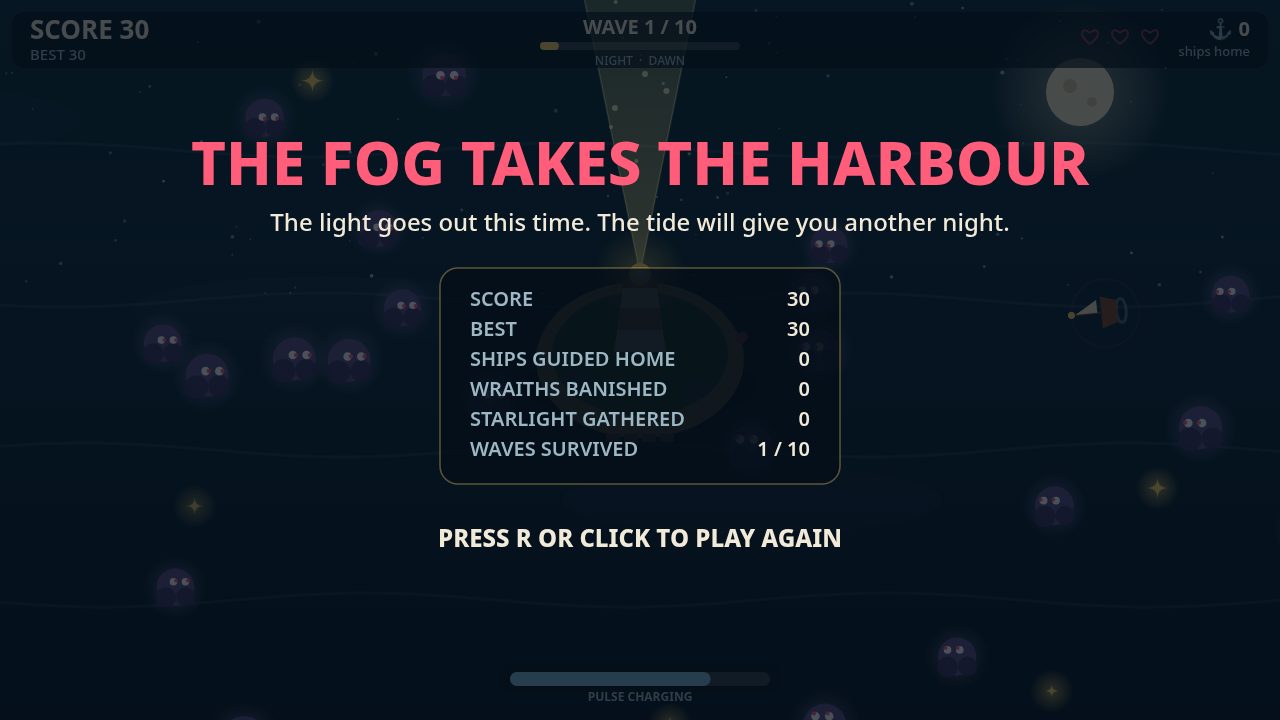 SCORE 30
BEST 30
WAVE 1 / 10
NIGHT · DAWN
0
ships home
THE FOG TAKES THE HARBOUR
The light goes out this time. The tide will give you another night.
SCORE 30
BEST 30
SHIPS GUIDED HOME 0
WRAITHS BANISHED 0
STARLIGHT GATHERED 0
WAVES SURVIVED 1 / 10
PRESS R OR CLICK TO PLAY AGAIN
PULSE CHARGING